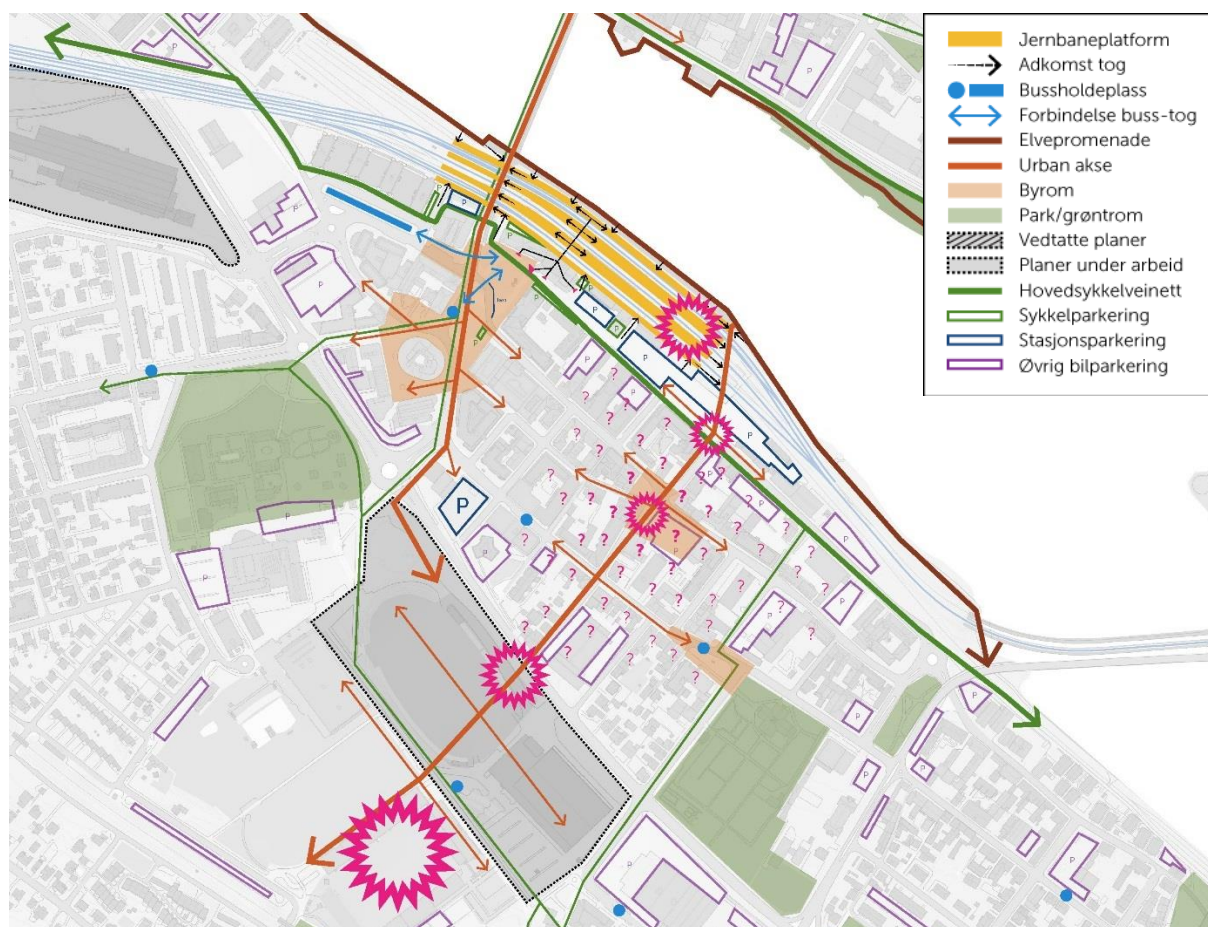 Jernbaneplatform
Adkomst tog
Bussholdeplass
Forbindelse buss-tog
Elvepromenade
Urban akse
Byrom
Park/grøntrom
Vedtatte planer
Planer under arbeid
Hovedsykkelveinett
Sykkelparkering
Stasjonsparkering
Øvrig bilparkering
P